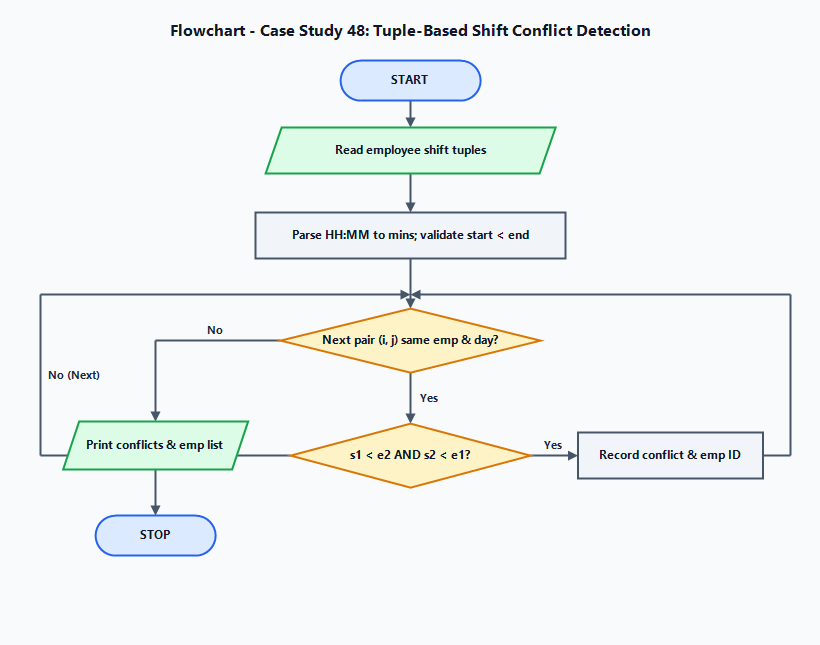 Flowchart - Case Study 48: Tuple-Based Shift Conflict Detection
START
Read employee shift tuples
Parse HH:MM to mins; validate start < end
No
Next pair (i, j) same emp & day?
No (Next)
Yes
Print conflicts & emp list
s1 < e2 AND s2 < e1?
Yes
Record conflict & emp ID
STOP